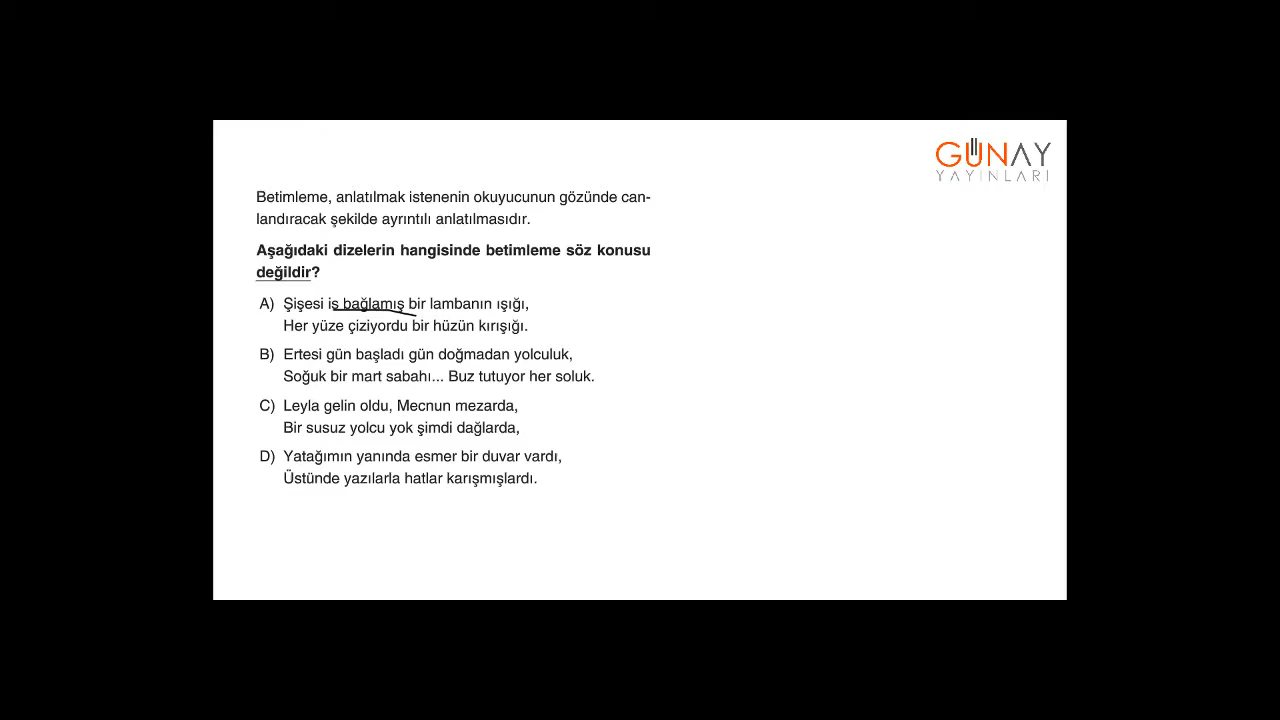 GÜNAY
YAYINLARI
Betimleme, anlatılmak istenenin okuyucunun gözünde can-
landıracak şekilde ayrıntılı anlatılmasıdır.
Aşağıdaki dizelerin hangisinde betimleme söz konusu
değildir?
A) Şişesi is bağlamış bir lambanın ışığı,
Her yüze çiziyordu bir hüzün kırışığı.
B) Ertesi gün başladı gün doğmadan yolculuk,
Soğuk bir mart sabahı... Buz tutuyor her soluk.
C) Leyla gelin oldu, Mecnun mezarda,
Bir susuz yolcu yok şimdi dağlarda,
D) Yatağımın yanında esmer bir duvar vardı,
Üstünde yazılarla hatlar karışmışlardı.